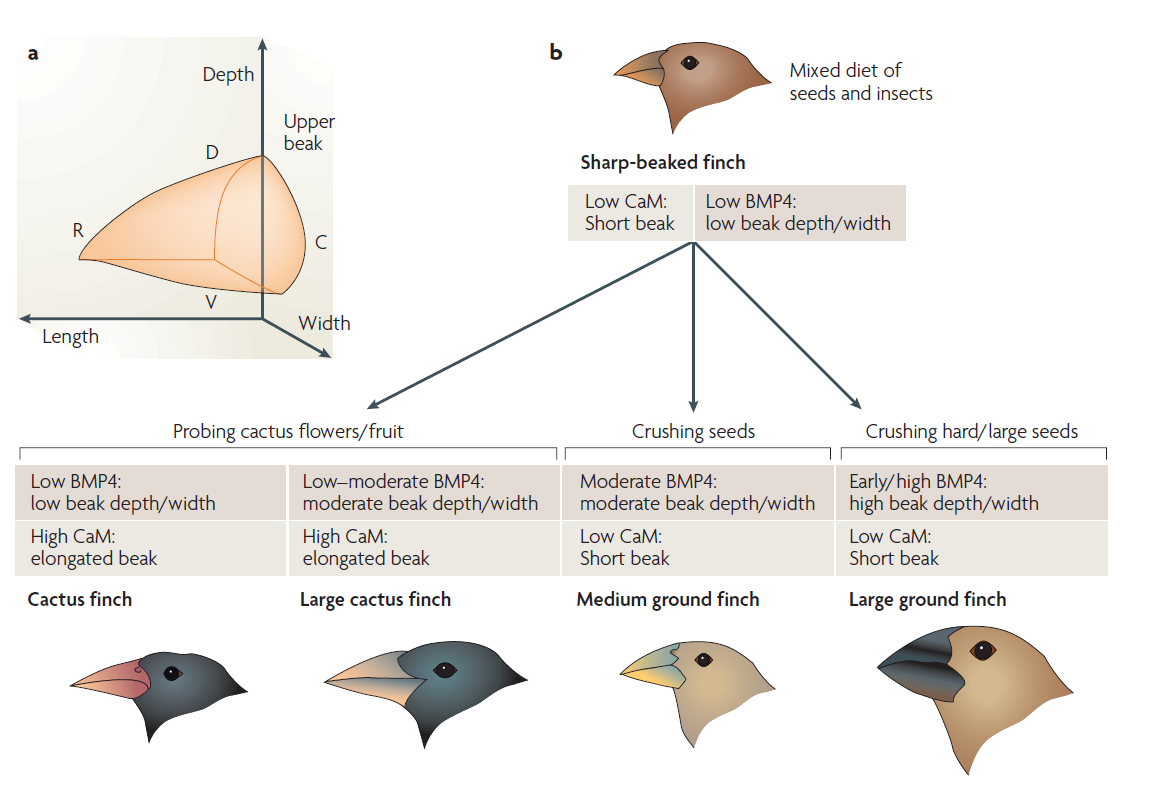 a
Depth
Upper
beak
D
R
C
V
Width
Length
b
Mixed diet of
seeds and insects
Sharp-beaked finch
Low CaM:
Short beak
Low BMP4:
low beak depth/width
Probing cactus flowers/fruit
Crushing seeds
Crushing hard/large seeds
Low BMP4:
low beak depth/width
Low–moderate BMP4:
moderate beak depth/width
Moderate BMP4:
moderate beak depth/width
Early/high BMP4:
high beak depth/width
High CaM:
elongated beak
High CaM:
elongated beak
Low CaM:
Short beak
Low CaM:
Short beak
Cactus finch
Large cactus finch
Medium ground finch
Large ground finch